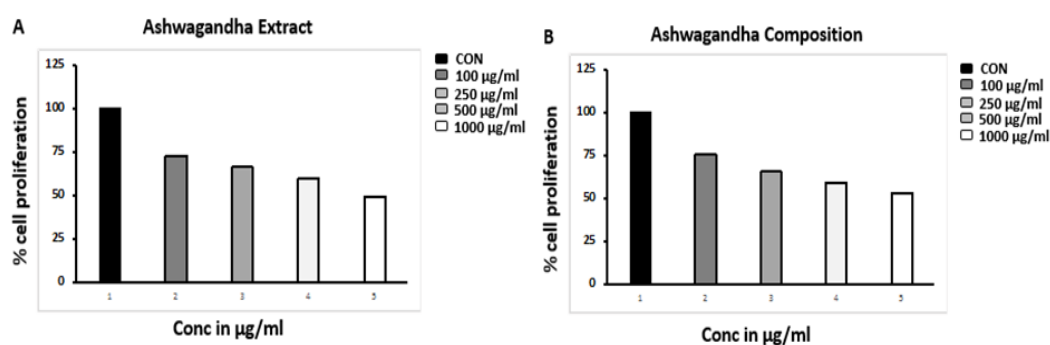 A
Ashwagandha Extract
125
100
75
50
25
0
% cell proliferation
1 2 3 4 5
Conc in µg/ml
CON
100 µg/ml
250 µg/ml
500 µg/ml
1000 µg/ml
B
Ashwagandha Composition
125
100
75
50
25
0
% cell proliferation
1 2 3 4 5
Conc in µg/ml
CON
100 µg/ml
250 µg/ml
500 µg/ml
1000 µg/ml